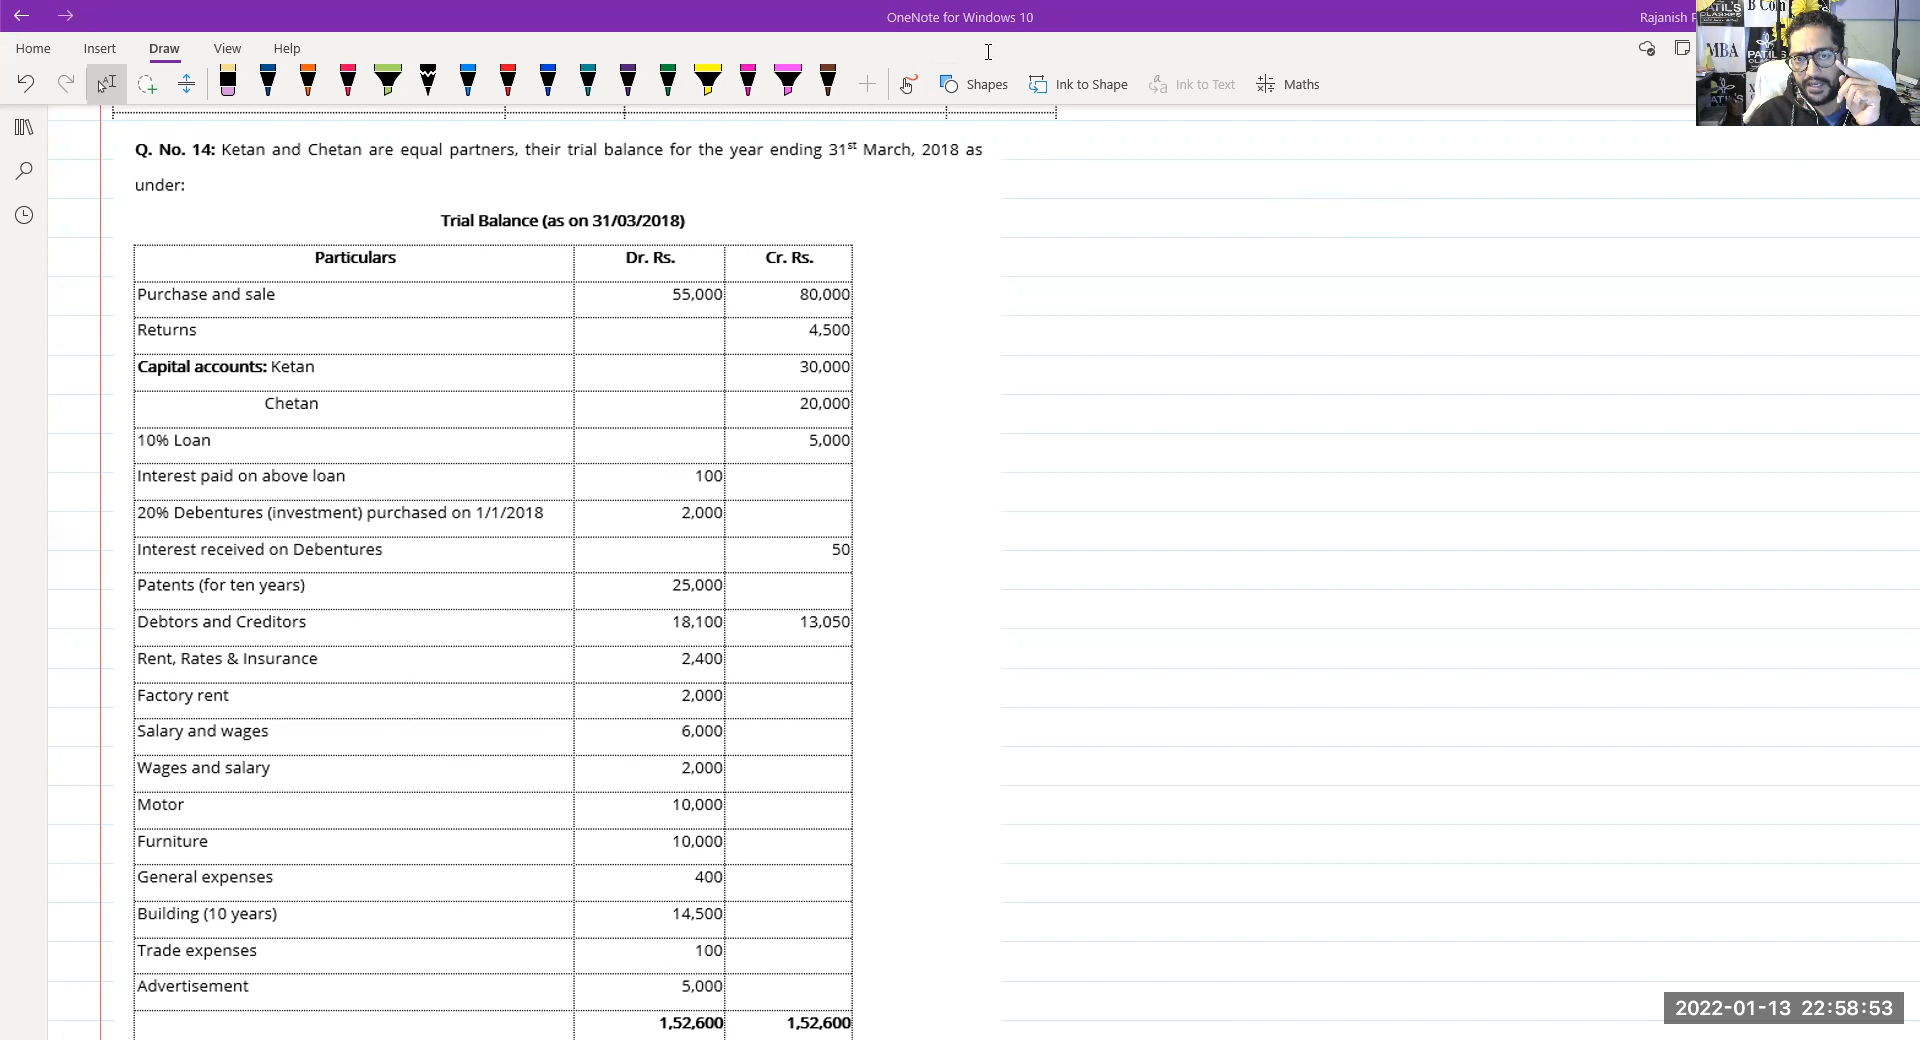 OneNote for Windows 10
Rajanish
Home Insert Draw View Help
Shapes Ink to Shape Ink to Text Maths
PATIL'S
B Com
MBA
PATIL
Q. No. 14: Ketan and Chetan are equal partners, their trial balance for the year ending 31st March, 2018 as
under:
Trial Balance (as on 31/03/2018)
Particulars Dr. Rs. Cr. Rs.
Purchase and sale 55,000 80,000
Returns 4,500
Capital accounts: Ketan 30,000
Chetan 20,000
10% Loan 5,000
Interest paid on above loan 100
20% Debentures (investment) purchased on 1/1/2018 2,000
Interest received on Debentures 50
Patents (for ten years) 25,000
Debtors and Creditors 18,100 13,050
Rent, Rates & Insurance 2,400
Factory rent 2,000
Salary and wages 6,000
Wages and salary 2,000
Motor 10,000
Furniture 10,000
General expenses 400
Building (10 years) 14,500
Trade expenses 100
Advertisement 5,000
1,52,600 1,52,600
2022-01-13 22:58:53